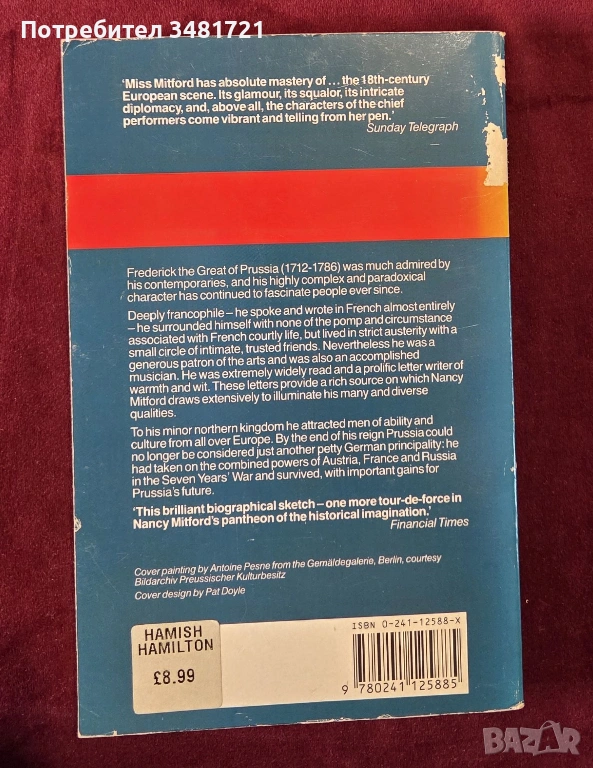 Потребител 3481721
'Miss Mitford has absolute mastery of... the 18th-century
European scene. Its glamour, its squalor, its intricate
diplomacy, and, above all, the characters of the chief
performers come vibrant and telling from her pen.'
Sunday Telegraph
Frederick the Great of Prussia (1712-1786) was much admired by
his contemporaries, and his highly complex and paradoxical
character has continued to fascinate people ever since.
Deeply francophile – he spoke and wrote in French almost entirely
– he surrounded himself with none of the pomp and circumstance
associated with French courtly life, but lived in strict austerity with a
small circle of intimate, trusted friends. Nevertheless he was a
generous patron of the arts and was also an accomplished
musician. He was extremely widely read and a prolific letter writer of
warmth and wit. These letters provide a rich source on which Nancy
Mitford draws extensively to illuminate his many and diverse
qualities.
To his minor northern kingdom he attracted men of ability and
culture from all over Europe. By the end of his reign Prussia could
no longer be considered just another petty German principality: he
had taken on the combined powers of Austria, France and Russia
in the Seven Years' War and survived, with important gains for
Prussia's future.
'This brilliant biographical sketch – one more tour-de-force in
Nancy Mitford's pantheon of the historical imagination.'
Financial Times
Cover painting by Antoine Pesne from the Gemäldegalerie, Berlin, courtesy
Bildarchiv Preussischer Kulturbesitz
Cover design by Pat Doyle
HAMISH
HAMILTON
£8.99
ISBN 0-241-12588-X
9 780241 125885
BAZAR